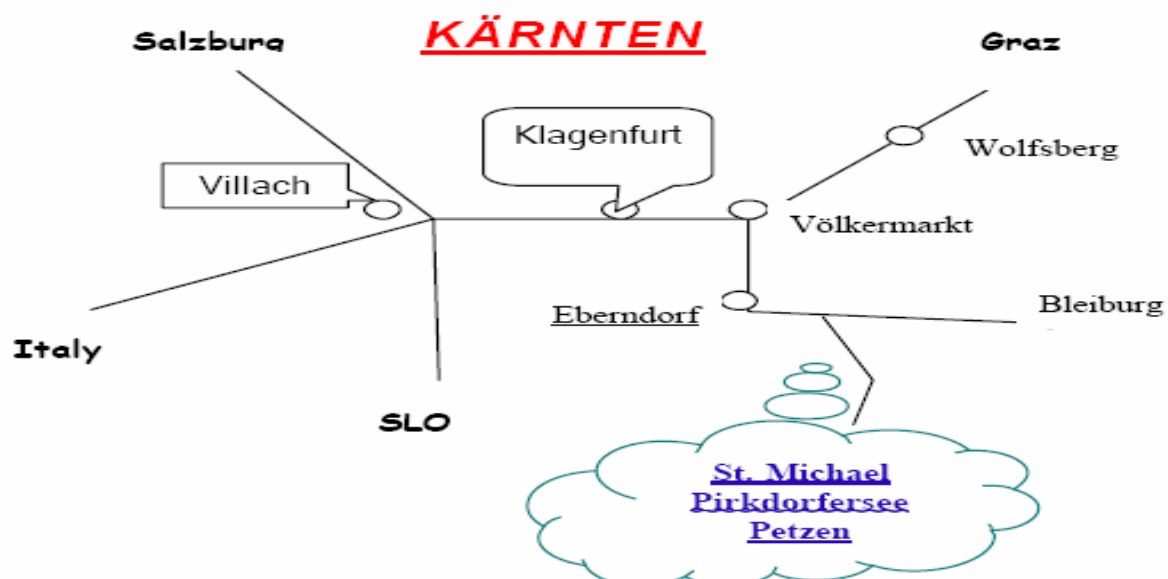 KÄRNTEN
Salzburg
Graz
Klagenfurt
Wolfsberg
Villach
Völkermarkt
Eberndorf
Bleiburg
Italy
SLO
St. Michael
Pirkdorfersee
Petzen